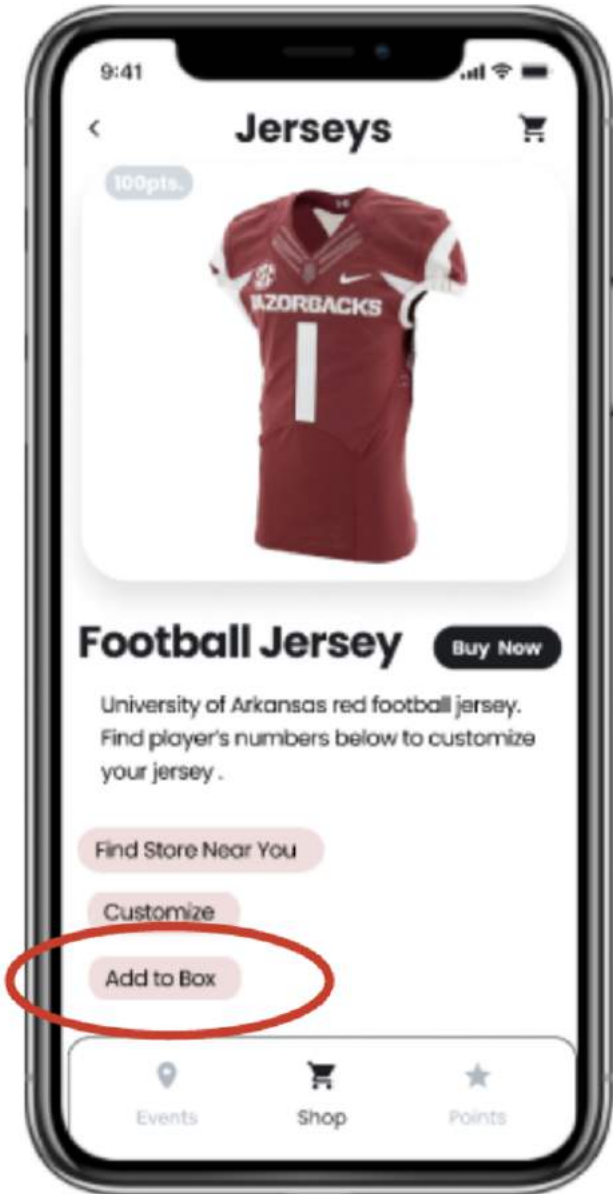 9:41
Jerseys
100pts.
AZORBACKS
1
Football Jersey
Buy Now
University of Arkansas red football jersey.
Find player's numbers below to customize
your jersey .
Find Store Near You
Customize
Add to Box
Events
Shop
Points